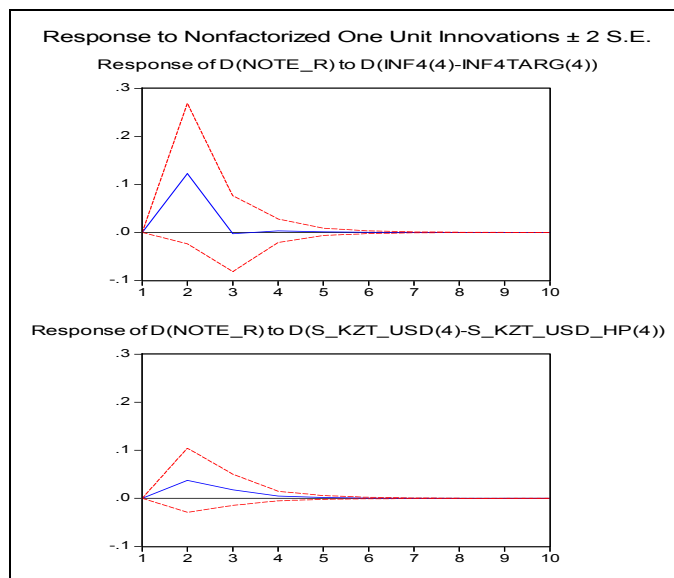 Response to Nonfactorized One Unit Innovations ± 2 S.E.
Response of D(NOTE_R) to D(INF4(4)-INF4TARG(4))
.3
.2
.1
.0
-.1
1 2 3 4 5 6 7 8 9 10
Response of D(NOTE_R) to D(S_KZT_USD(4)-S_KZT_USD_HP(4))
.3
.2
.1
.0
-.1
1 2 3 4 5 6 7 8 9 10